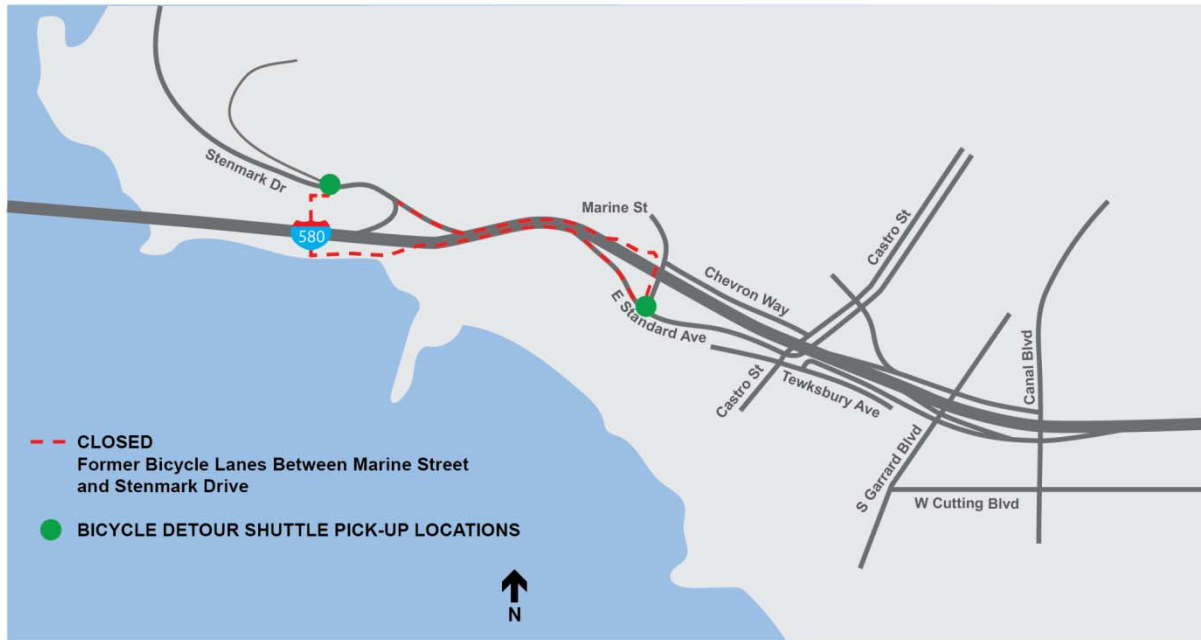 Stenmark Dr
580
Marine St
Castro St
Chevron Way
E Standard Ave
Castro St
Tewksbury Ave
Canal Blvd
S Garrard Blvd
W Cutting Blvd
CLOSED
Former Bicycle Lanes Between Marine Street
and Stenmark Drive
BICYCLE DETOUR SHUTTLE PICK-UP LOCATIONS
N